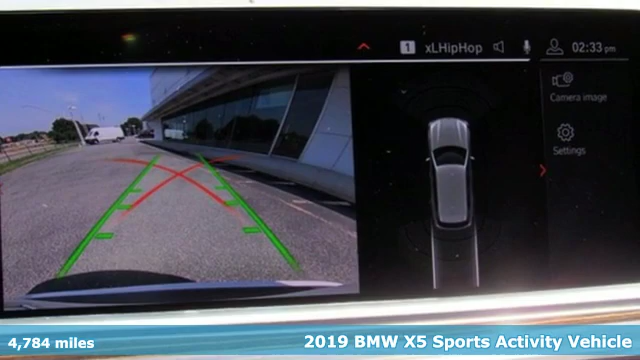 1 xLHipHop 02:33 pm
Camera image
Settings
4,784 miles
2019 BMW X5 Sports Activity Vehicle